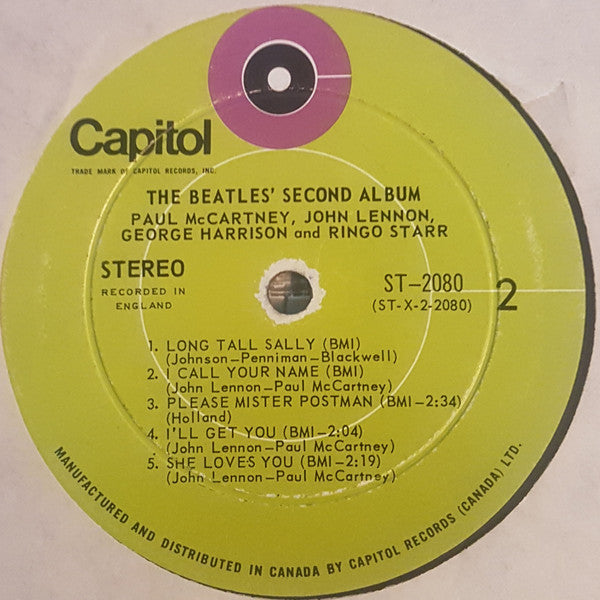 Capitol
TRADE MARK OF CAPITOL RECORDS, INC.
THE BEATLES' SECOND ALBUM
PAUL McCARTNEY, JOHN LENNON,
GEORGE HARRISON and RINGO STARR
STEREO
RECORDED IN
ENGLAND
ST-2080
(ST-X-2-2080)
2
1. LONG TALL SALLY (BMI)
(Johnson-Penniman-Blackwell)
2. I CALL YOUR NAME (BMI)
(John Lennon-Paul McCartney)
3. PLEASE MISTER POSTMAN (BMI-2:34)
(Holland)
4. I'LL GET YOU (BMI-2:04)
(John Lennon-Paul McCartney)
5. SHE LOVES YOU (BMI-2:19)
(John Lennon-Paul McCartney)
MANUFACTURED AND DISTRIBUTED IN CANADA BY CAPITOL RECORDS (CANADA) LTD.